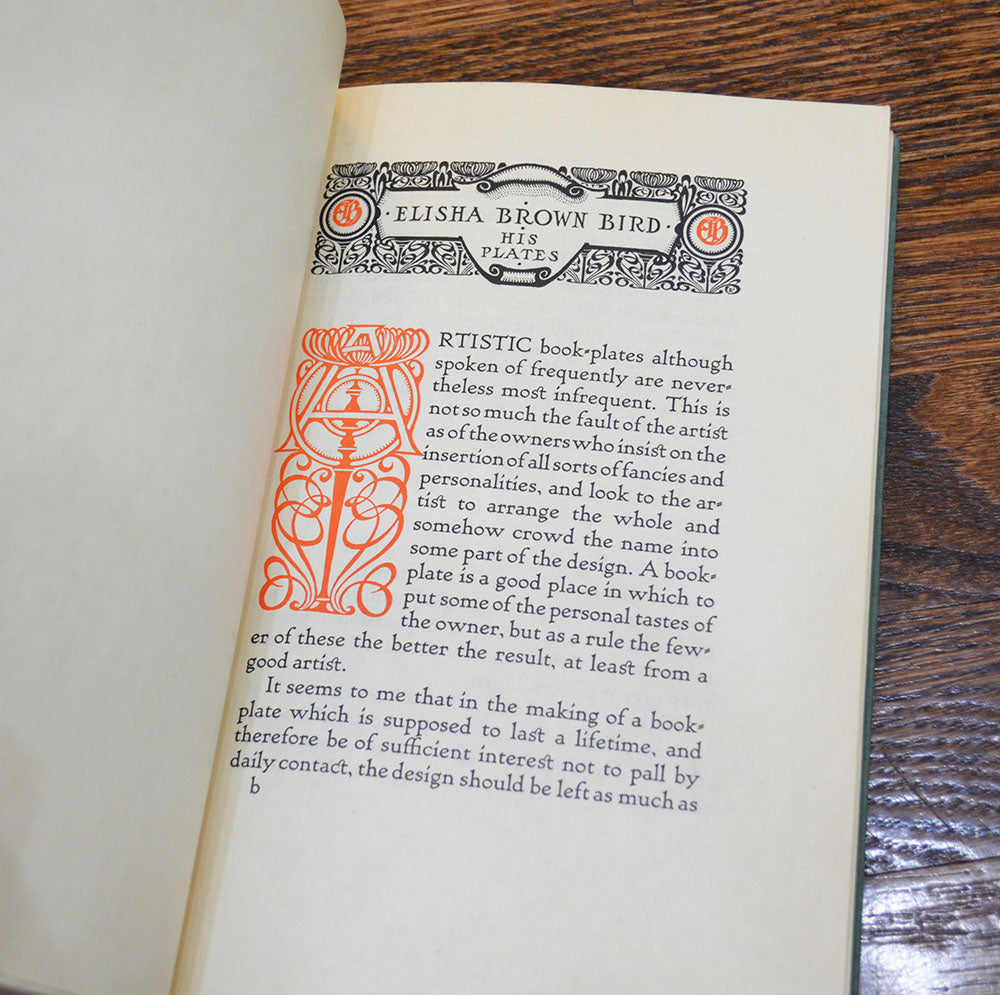 ELISHA BROWN BIRD
HIS
PLATES
ARTISTIC book-plates although
spoken of frequently are never-
theless most infrequent. This is
not so much the fault of the artist
as of the owners who insist on the
insertion of all sorts of fancies and
personalities, and look to the ar-
tist to arrange the whole and
somehow crowd the name into
some part of the design. A book-
plate is a good place in which to
put some of the personal tastes of
the owner, but as a rule the few-
er of these the better the result, at least from a
good artist.
It seems to me that in the making of a book-
plate which is supposed to last a lifetime, and
therefore be of sufficient interest not to pall by
daily contact, the design should be left as much as
b